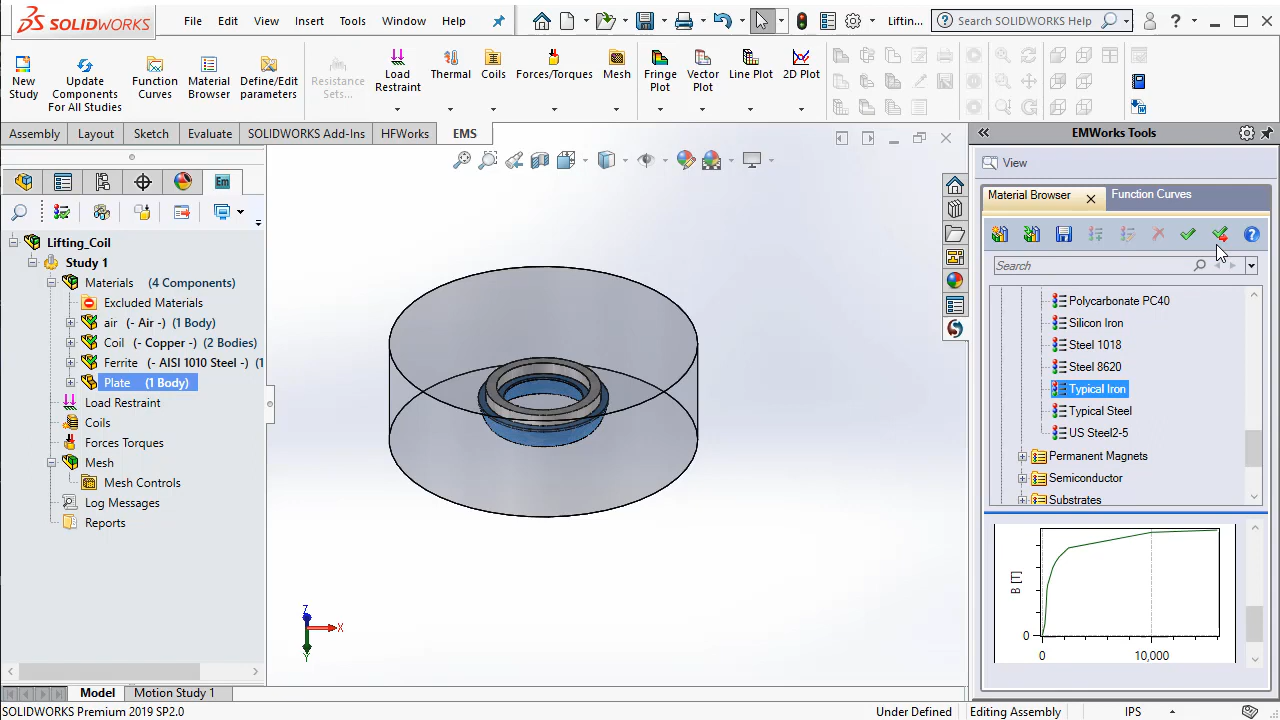 SOLIDWORKS File Edit View Insert Tools Window Help Liftin... Search SOLIDWORKS Help ?
New Study
Update Components For All Studies
Function Curves
Material Browser
Define/Edit parameters
Resistance Sets...
Load Restraint
Thermal
Coils
Forces/Torques
Mesh
Fringe Plot
Vector Plot
Line Plot
2D Plot
Assembly Layout Sketch Evaluate SOLIDWORKS Add-Ins HFWorks EMS
Em
Lifting_Coil
Study 1
Materials (4 Components)
Excluded Materials
air (- Air -) (1 Body)
Coil (- Copper -) (2 Bodies)
Ferrite (- AISI 1010 Steel -) (1
Plate (1 Body)
Load Restraint
Coils
Forces Torques
Mesh
Mesh Controls
Log Messages
Reports
Z
X
Y
EMWorks Tools
View
Material Browser Function Curves
?
Search
Polycarbonate PC40
Silicon Iron
Steel 1018
Steel 8620
Typical Iron
Typical Steel
US Steel2-5
Permanent Magnets
Semiconductor
Substrates
B [T]
0
0 10,000
Model Motion Study 1
SOLIDWORKS Premium 2019 SP2.0 Under Defined Editing Assembly IPS